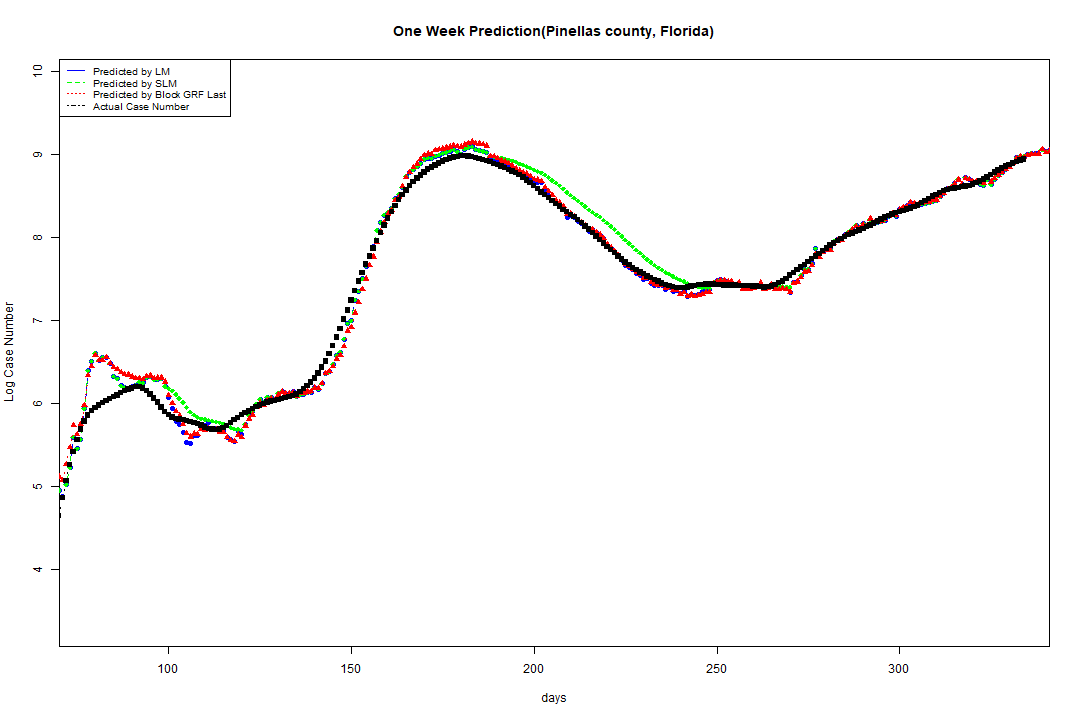 One Week Prediction(Pinellas county, Florida)
Predicted by LM
Predicted by SLM
Predicted by Block GRF Last
Actual Case Number
10
9
8
7
6
5
4
Log Case Number
100 150 200 250 300
days